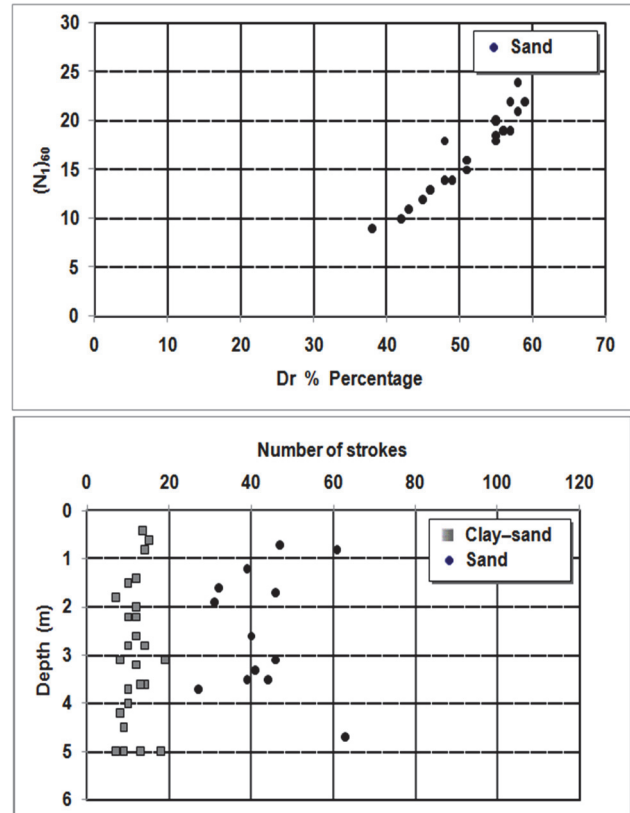 30
Sand
25
20
15
10
5
0
(N₁)₆₀
0 10 20 30 40 50 60 70
Dr % Percentage
Number of strokes
0 20 40 60 80 100 120
0
Clay–sand
Sand
1
2
3
4
5
6
Depth (m)